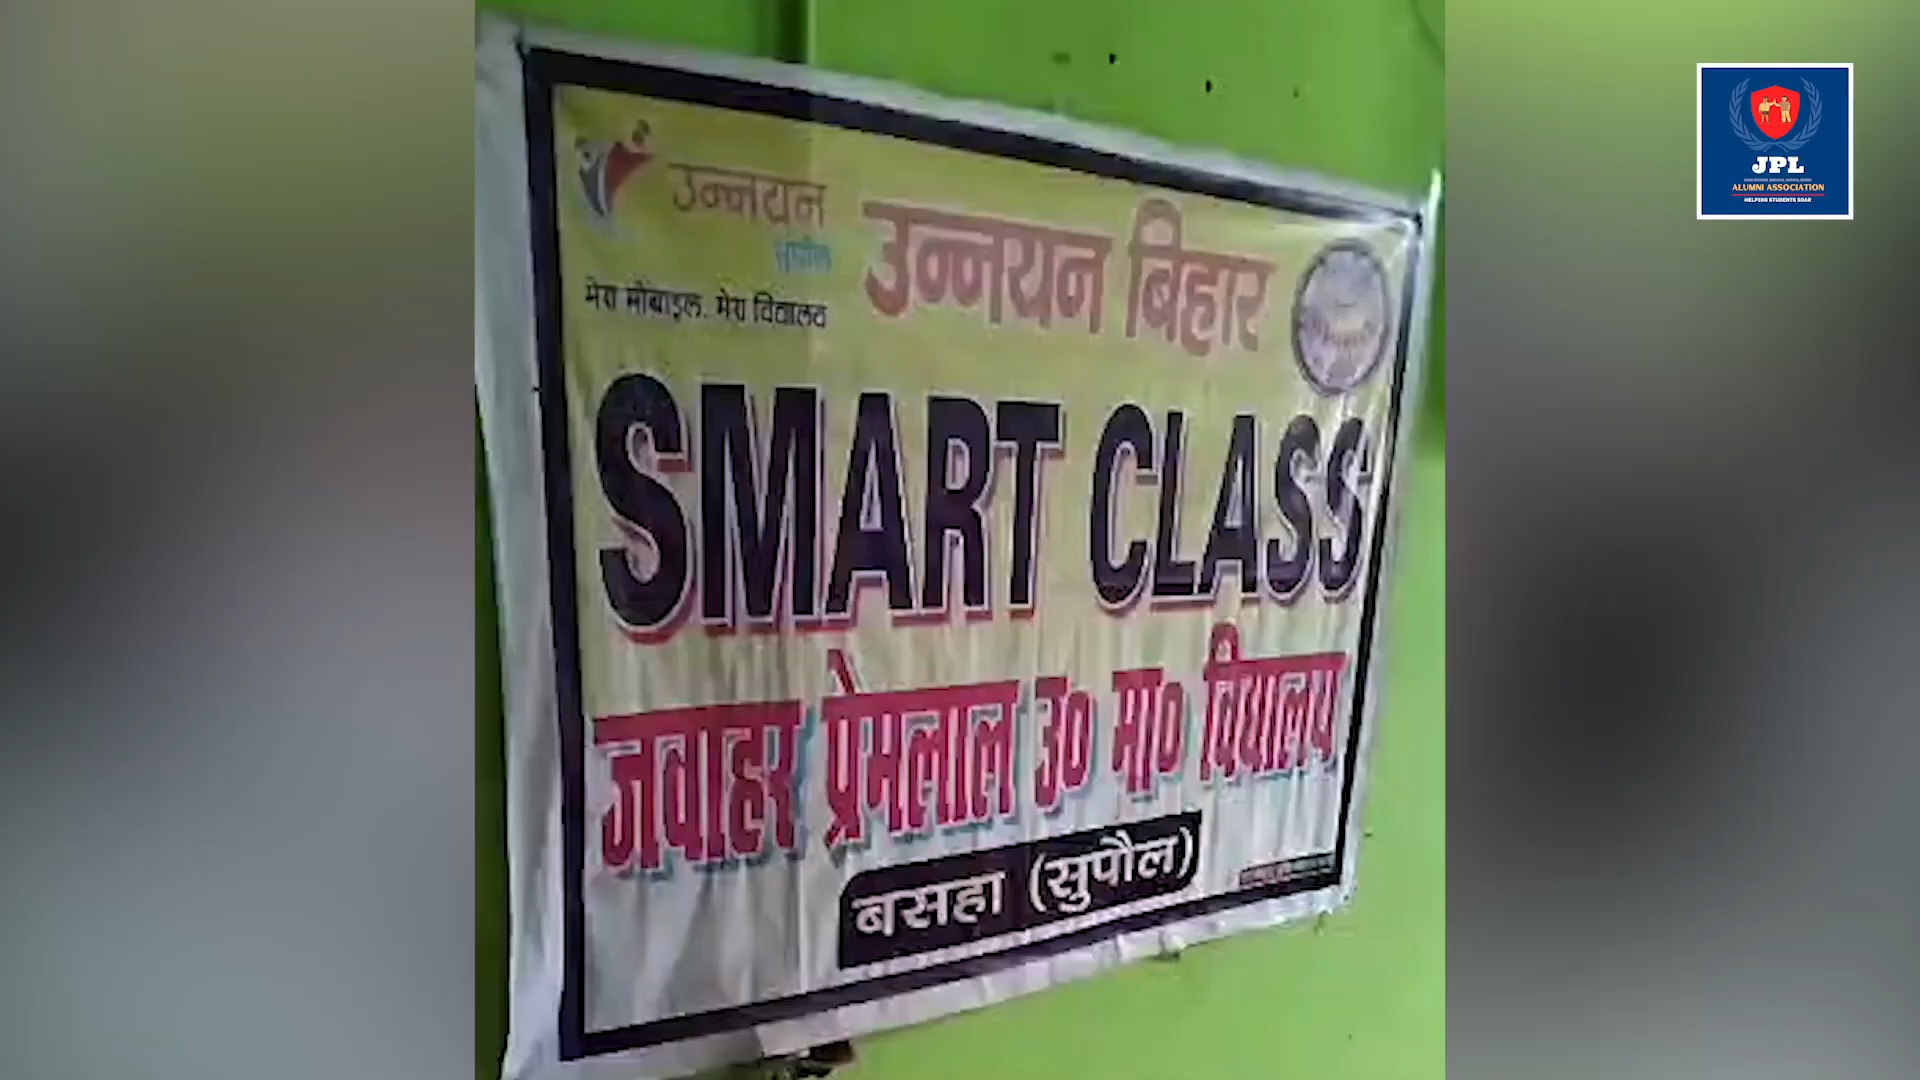 उन्नयन
सुपौल
मेरा मोबाइल, मेरा विद्यालय
उन्नयन बिहार
SMART CLASS
जवाहर प्रेमलाल उ० मा० विद्यालय
बसहा (सुपौल)
JPL
ALUMNI ASSOCIATION
HELPING STUDENTS SOAR